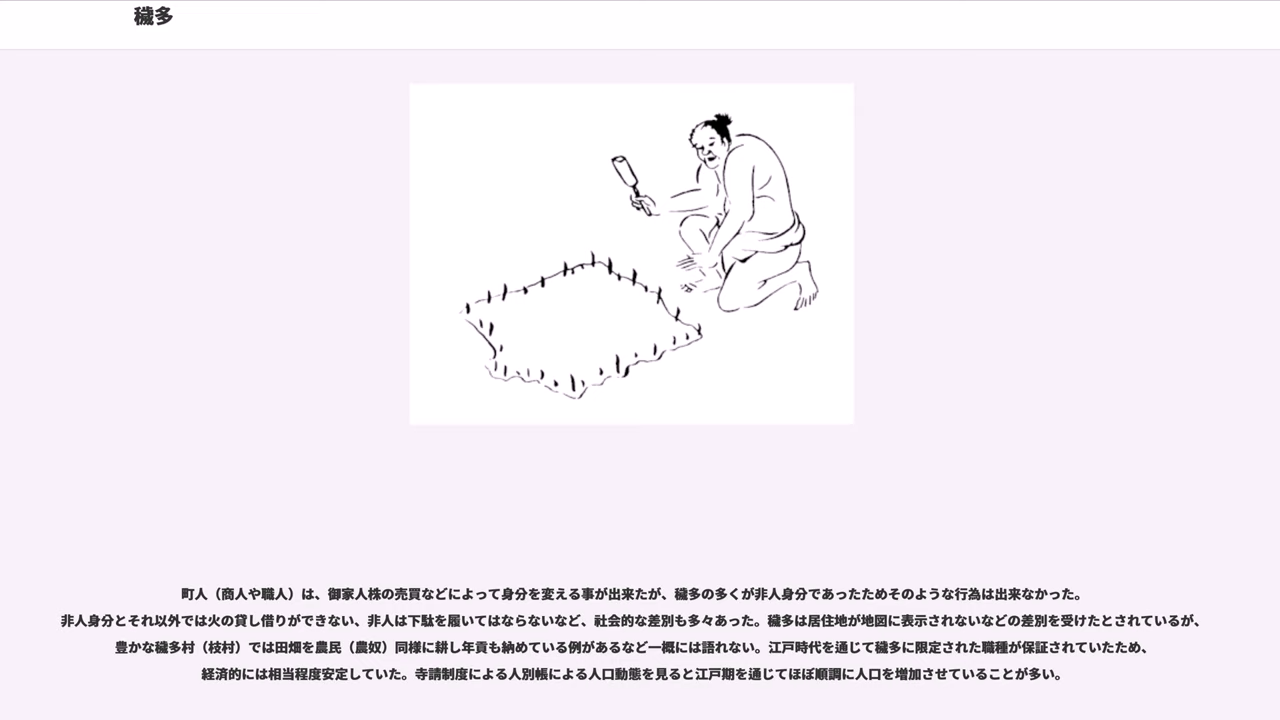 穢多
町人（商人や職人）は、御家人株の売買などによって身分を変える事が出来たが、穢多の多くが非人身分であったためそのような行為は出来なかった。
非人身分とそれ以外では火の貸し借りができない、非人は下駄を履いてはならないなど、社会的な差別も多々あった。穢多は居住地が地図に表示されないなどの差別を受けたとされているが、
豊かな穢多村（枝村）では田畑を農民（農奴）同様に耕し年貢も納めている例があるなど一概には語れない。江戸時代を通じて穢多に限定された職種が保証されていたため、
経済的には相当程度安定していた。寺請制度による人別帳による人口動態を見ると江戸期を通じてほぼ順調に人口を増加させていることが多い。